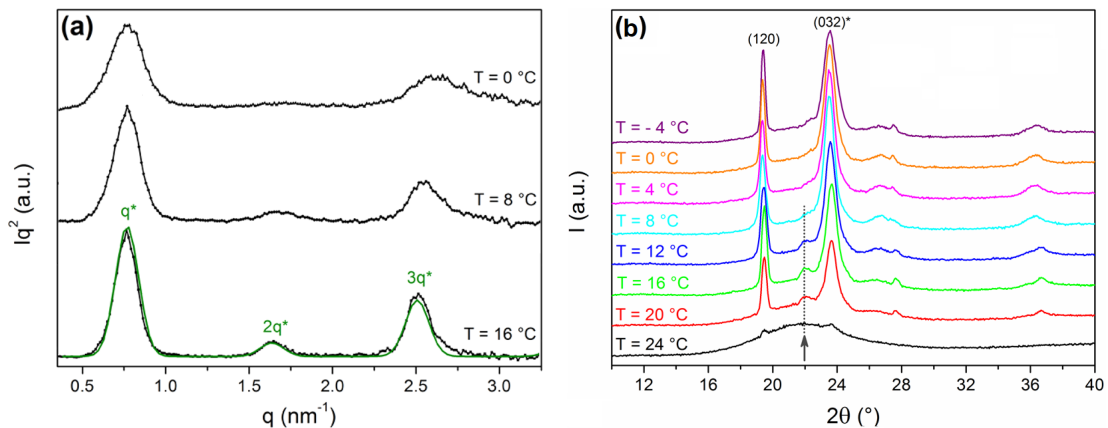 (a)
T = 0 °C
T = 8 °C
q*
2q*
3q*
T = 16 °C
Iq²  (a.u.)
0.5 1.0 1.5 2.0 2.5 3.0
q (nm⁻¹)
(b)
(120)
(032)*
T = - 4 °C
T = 0 °C
T = 4 °C
T = 8 °C
T = 12 °C
T = 16 °C
T = 20 °C
T = 24 °C
I (a.u.)
12 16 20 24 28 32 36 40
2θ (°)